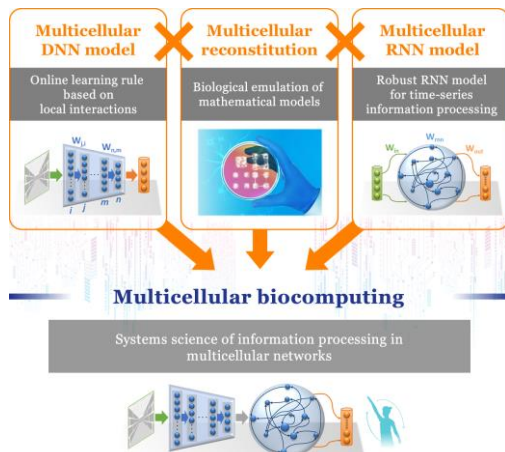 Multicellular
DNN model
Online learning rule
based on
local interactions
Multicellular
reconstitution
Biological emulation of
mathematical models
Multicellular
RNN model
Robust RNN model
for time-series
information processing
i
j
m
n
Multicellular biocomputing
Systems science of information processing in
multicellular networks